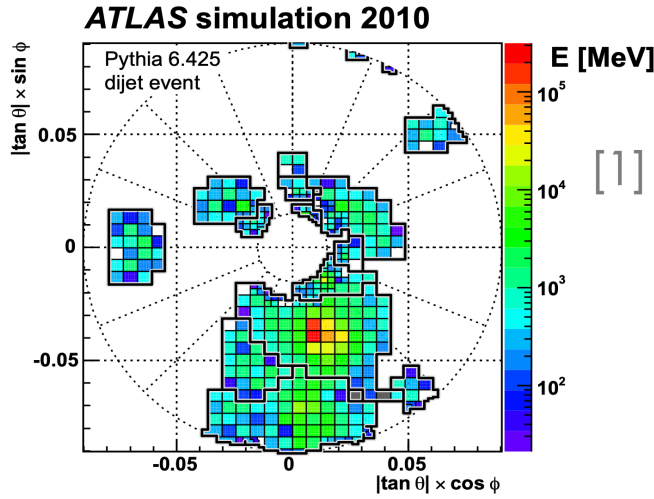 ATLAS simulation 2010
Pythia 6.425
dijet event
E [MeV]
|tan θ| × sin ϕ
0.05
0
-0.05
-0.05
0
0.05
|tan θ| × cos ϕ
10⁵
10⁴
10³
10²
[1]